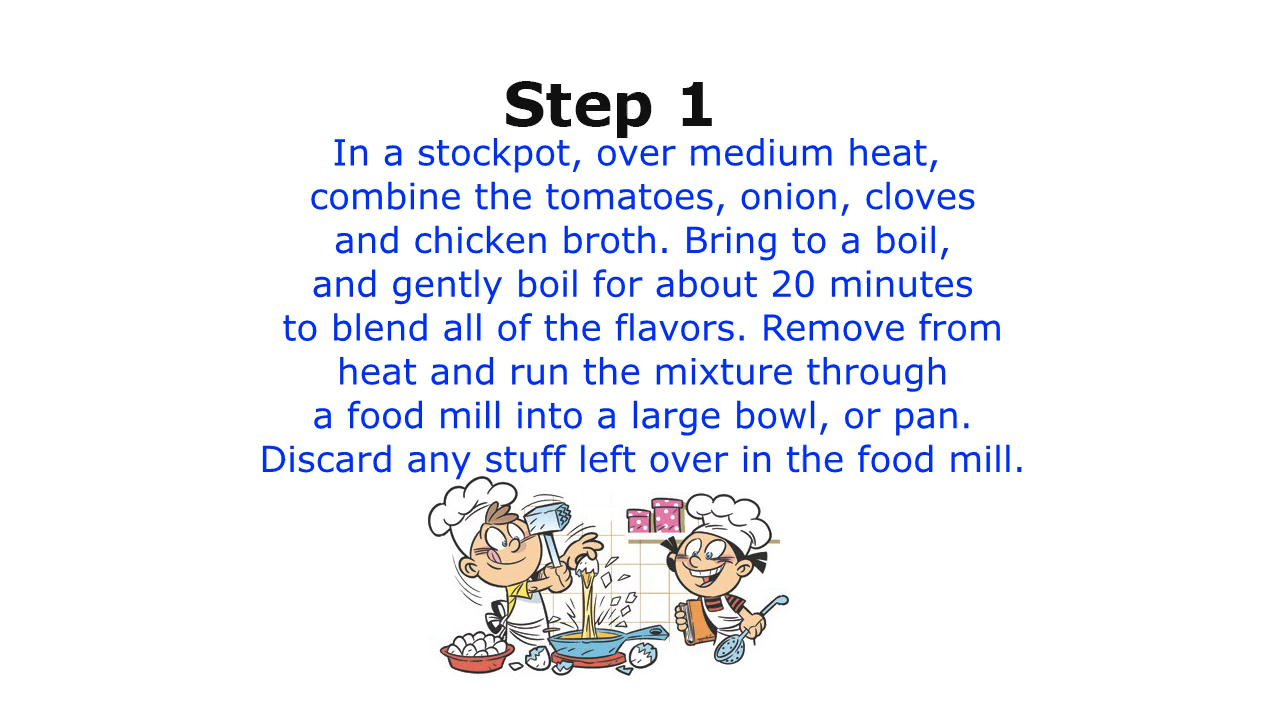 Step 1
In a stockpot, over medium heat,
combine the tomatoes, onion, cloves
and chicken broth. Bring to a boil,
and gently boil for about 20 minutes
to blend all of the flavors. Remove from
heat and run the mixture through
a food mill into a large bowl, or pan.
Discard any stuff left over in the food mill.